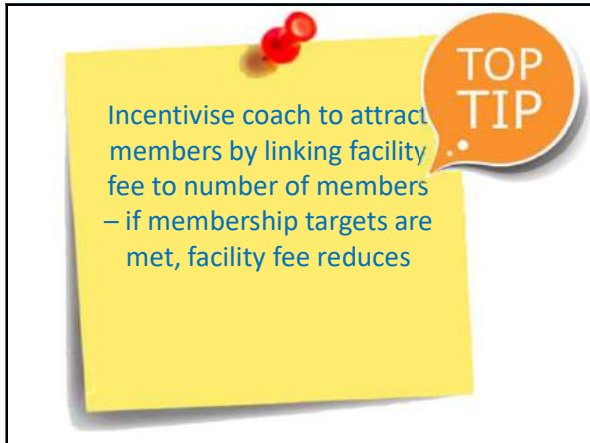 TOP
TIP
Incentivise coach to attract
members by linking facility
fee to number of members
– if membership targets are
met, facility fee reduces